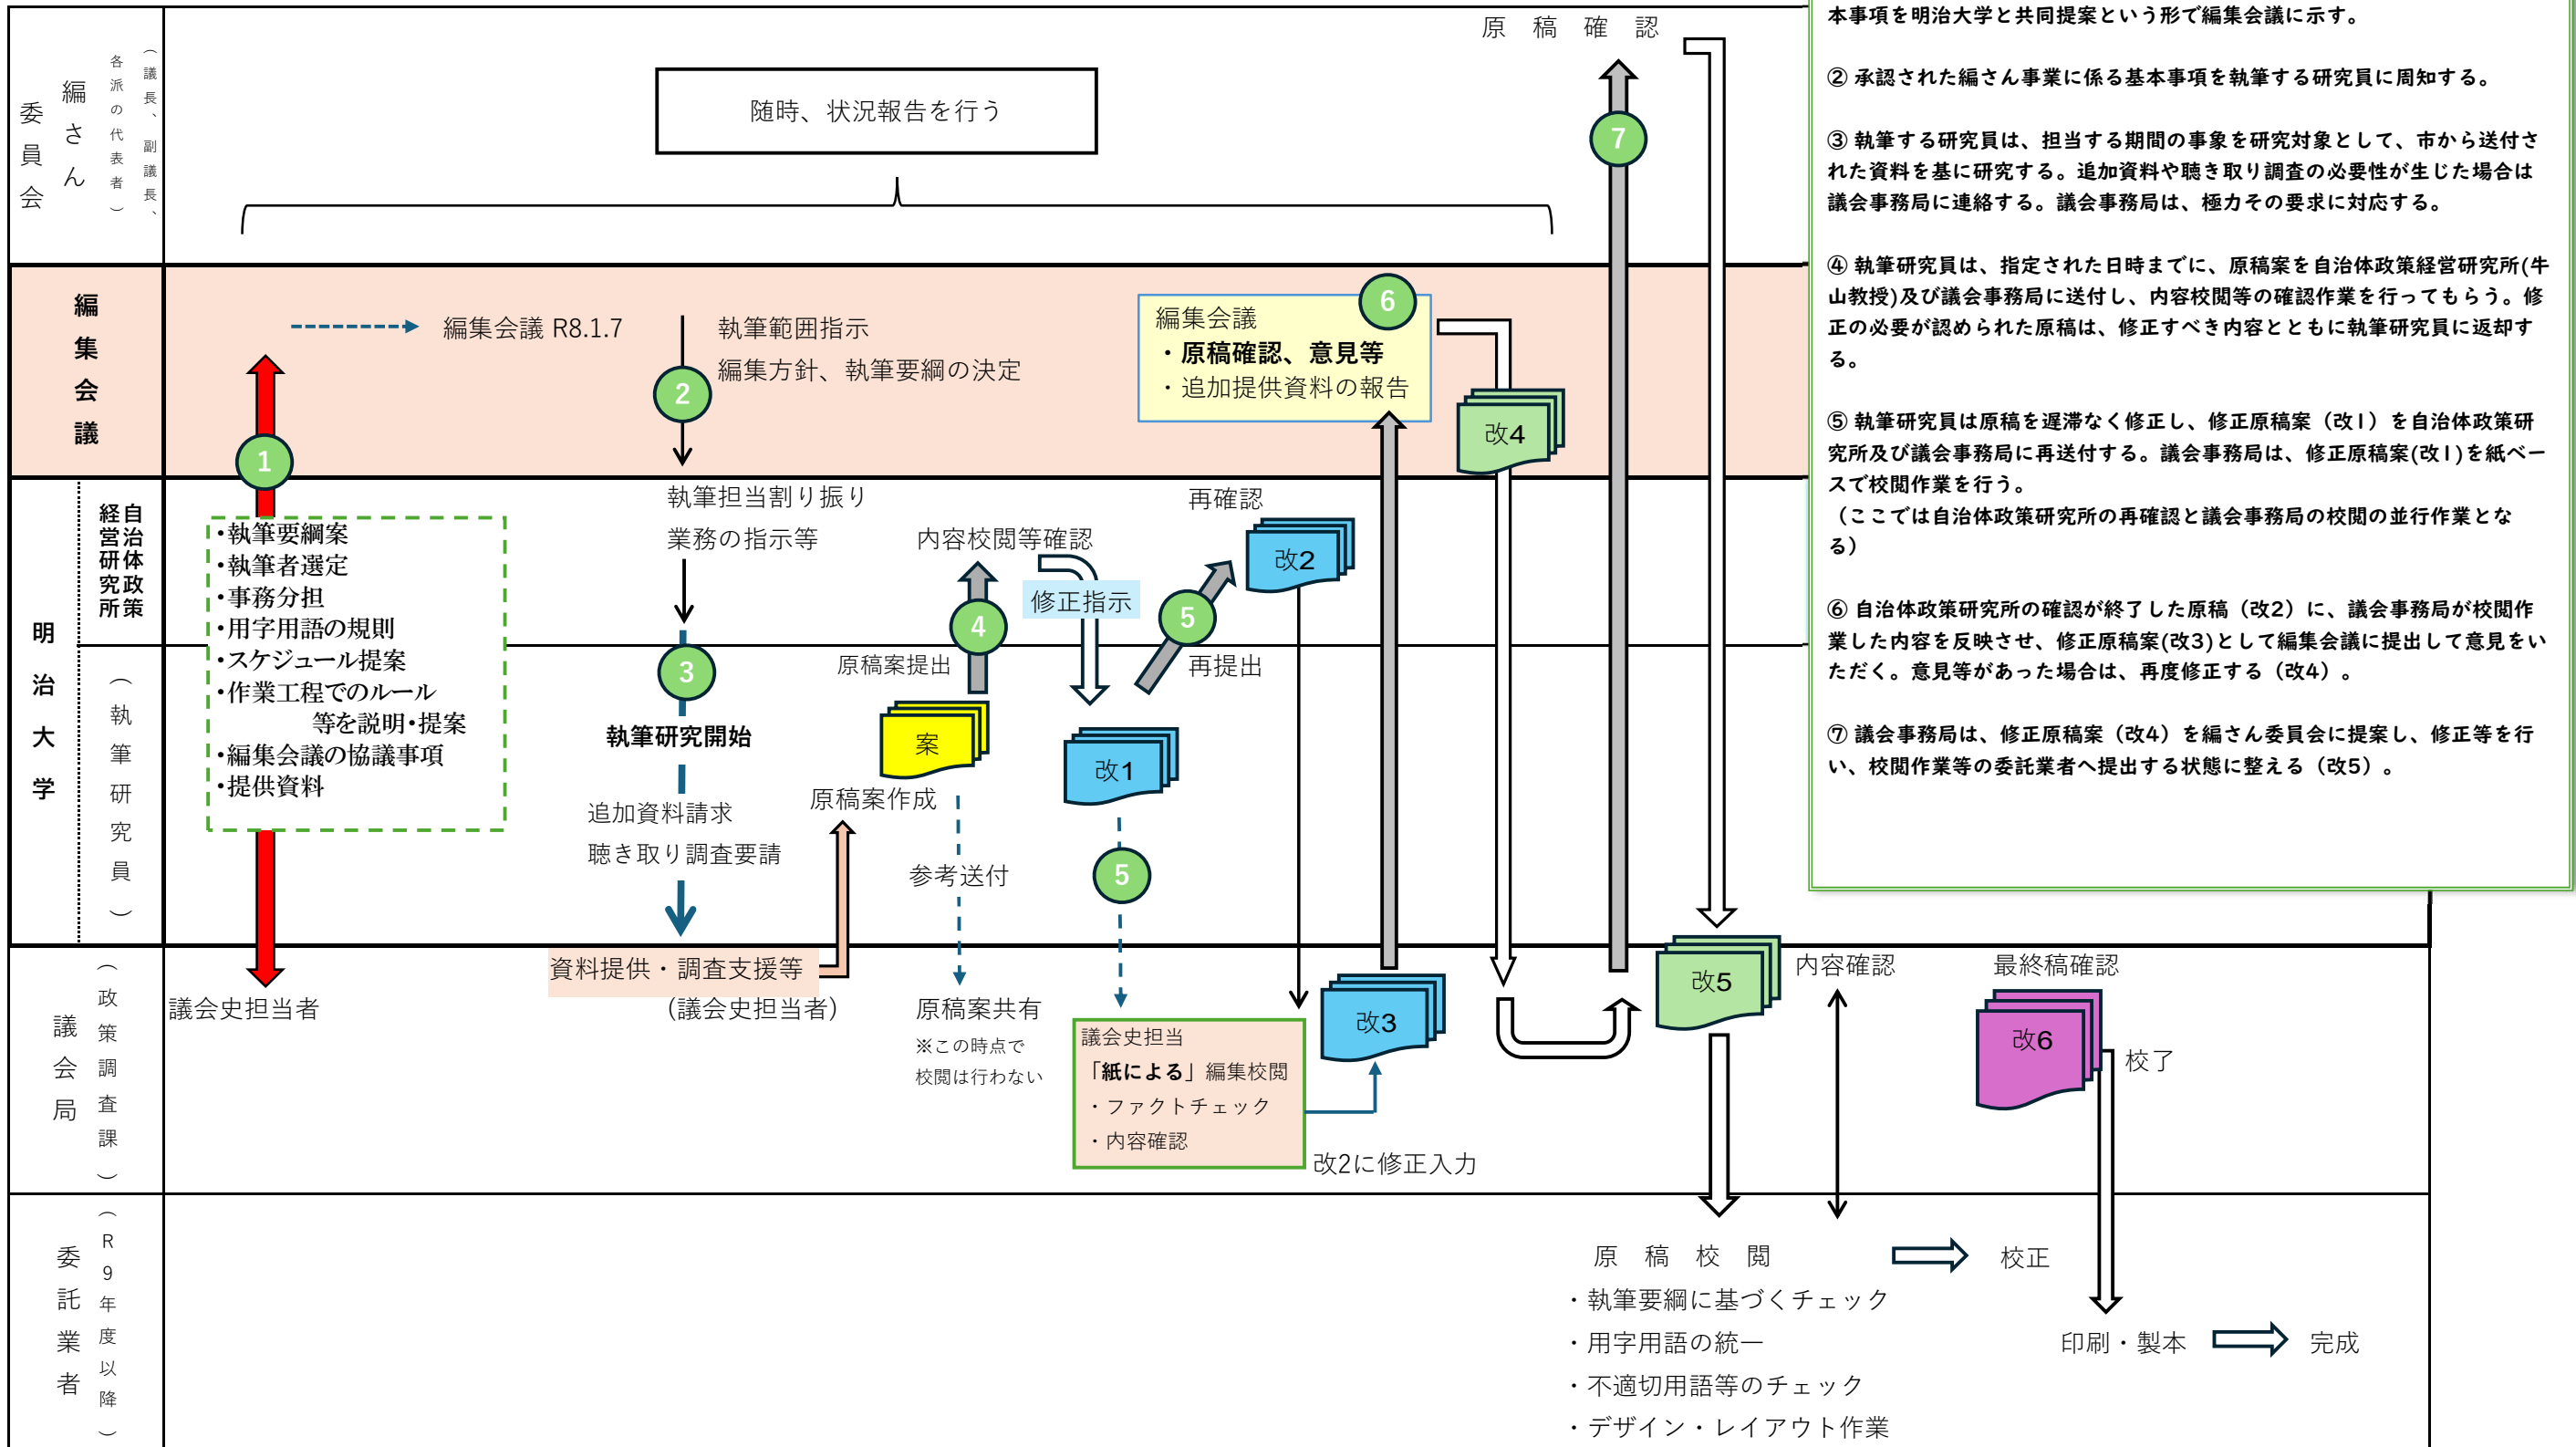 編さん委員会
（議長、副議長、各派の代表者）
随時、状況報告を行う
原稿確認
7
編集会議
編集会議 R8.1.7
執筆範囲指示
編集方針、執筆要綱の決定
1
2
6
編集会議
・原稿確認、意見等
・追加提供資料の報告
改4
明治大学
自治体政策経営研究所
（執筆研究員）
・執筆要綱案
・執筆者選定
・事務分担
・用字用語の規則
・スケジュール提案
・作業工程でのルール
等を説明・提案
・編集会議の協議事項
・提供資料
執筆担当割り振り
業務の指示等
3
執筆研究開始
追加資料請求
聴き取り調査要請
内容校閲等確認
修正指示
4
原稿案提出
案
原稿案作成
参考送付
再確認
改2
5
再提出
改1
5
議会局
（政策調査課）
議会史担当者
資料提供・調査支援等
(議会史担当者)
原稿案共有
※この時点で
校閲は行わない
議会史担当
「紙による」編集校閲
・ファクトチェック
・内容確認
改3
改2に修正入力
改5
内容確認
最終稿確認
改6
校了
委託業者
（R9年度以降）
原稿校閲
校正
・執筆要綱に基づくチェック
・用字用語の統一
・不適切用語等のチェック
・デザイン・レイアウト作業
印刷・製本
完成
本事項を明治大学と共同提案という形で編集会議に示す。
② 承認された編さん事業に係る基本事項を執筆する研究員に周知する。
③ 執筆する研究員は、担当する期間の事象を研究対象として、市から送付さ
れた資料を基に研究する。追加資料や聴き取り調査の必要性が生じた場合は
議会事務局に連絡する。議会事務局は、極力その要求に対応する。
④ 執筆研究員は、指定された日時までに、原稿案を自治体政策経営研究所(牛
山教授)及び議会事務局に送付し、内容校閲等の確認作業を行ってもらう。修
正の必要が認められた原稿は、修正すべき内容とともに執筆研究員に返却す
る。
⑤ 執筆研究員は原稿を遅滞なく修正し、修正原稿案（改1）を自治体政策研
究所及び議会事務局に再送付する。議会事務局は、修正原稿案(改1)を紙ベー
スで校閲作業を行う。
（ここでは自治体政策研究所の再確認と議会事務局の校閲の並行作業とな
る）
⑥ 自治体政策研究所の確認が終了した原稿（改2）に、議会事務局が校閲作
業した内容を反映させ、修正原稿案(改3)として編集会議に提出して意見をい
ただく。意見等があった場合は、再度修正する（改4）。
⑦ 議会事務局は、修正原稿案（改4）を編さん委員会に提案し、修正等を行
い、校閲作業等の委託業者へ提出する状態に整える（改5）。